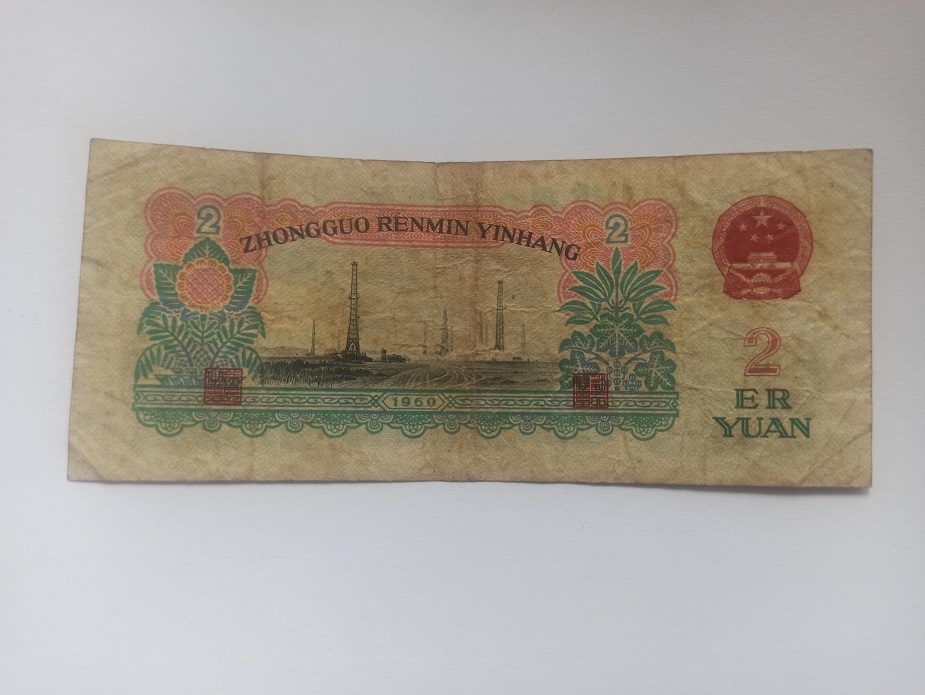 2
ZHONGGUO RENMIN YINHANG
2
2
ER
YUAN
1960